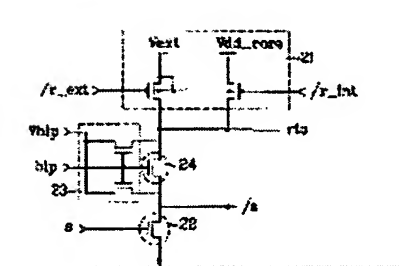 Vext Vdd_core
21
/r_ext /r_int
Vblp rto
blp 24
23
/s
s 22